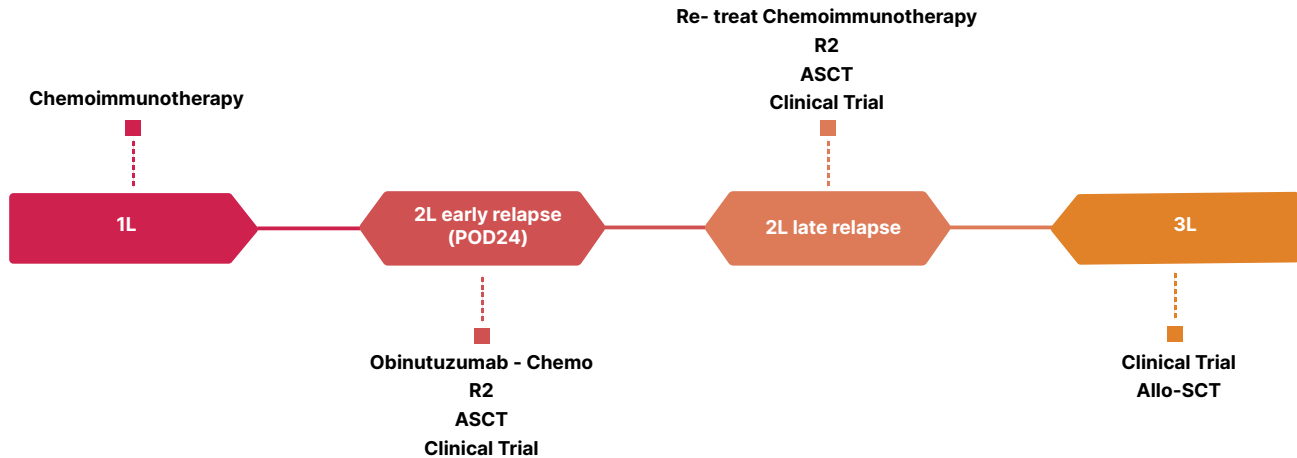 Re- treat Chemoimmunotherapy
R2
ASCT
Clinical Trial
Chemoimmunotherapy
1L
2L early relapse
(POD24)
2L late relapse
3L
Obinutuzumab - Chemo
R2
ASCT
Clinical Trial
Clinical Trial
Allo-SCT